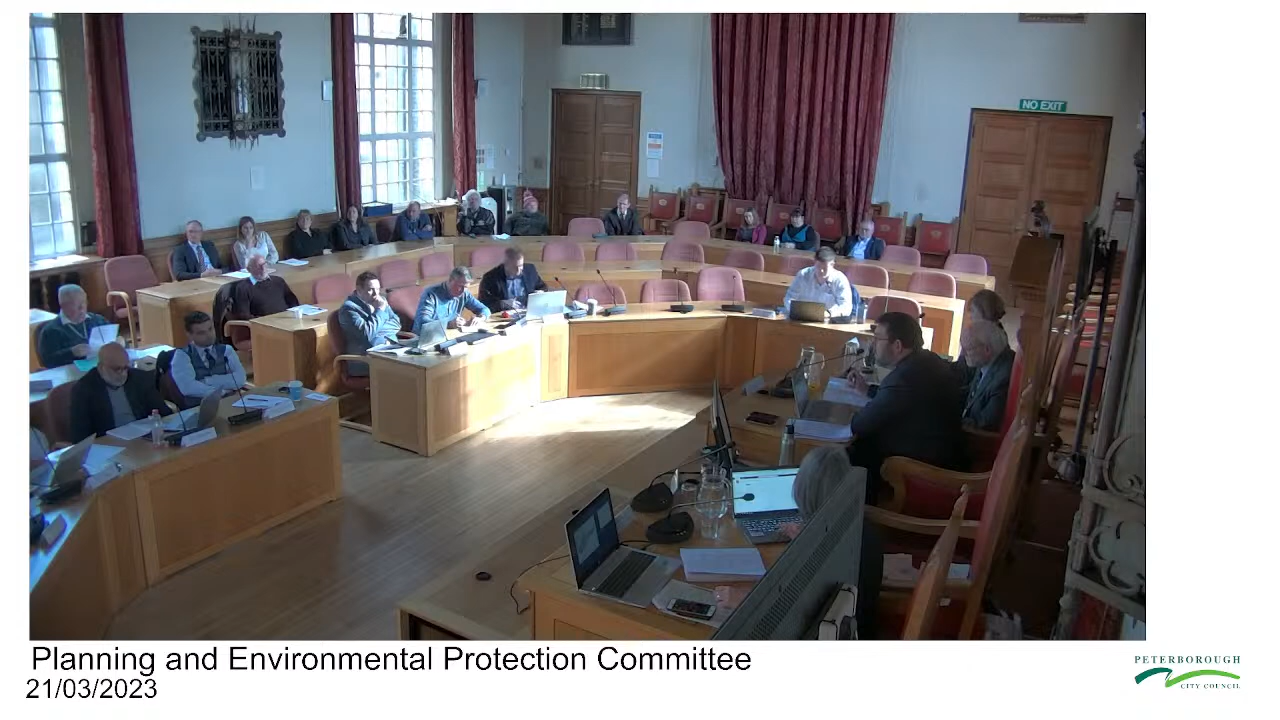 NO EXIT
Planning and Environmental Protection Committee
21/03/2023
PETERBOROUGH
CITY COUNCIL